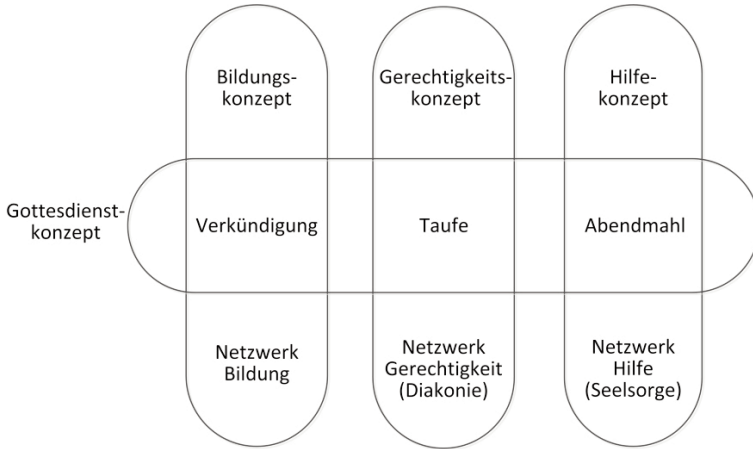 Bildungs-
konzept
Gerechtigkeits-
konzept
Hilfe-
konzept
Gottesdienst-
konzept
Verkündigung
Taufe
Abendmahl
Netzwerk
Bildung
Netzwerk
Gerechtigkeit
(Diakonie)
Netzwerk
Hilfe
(Seelsorge)